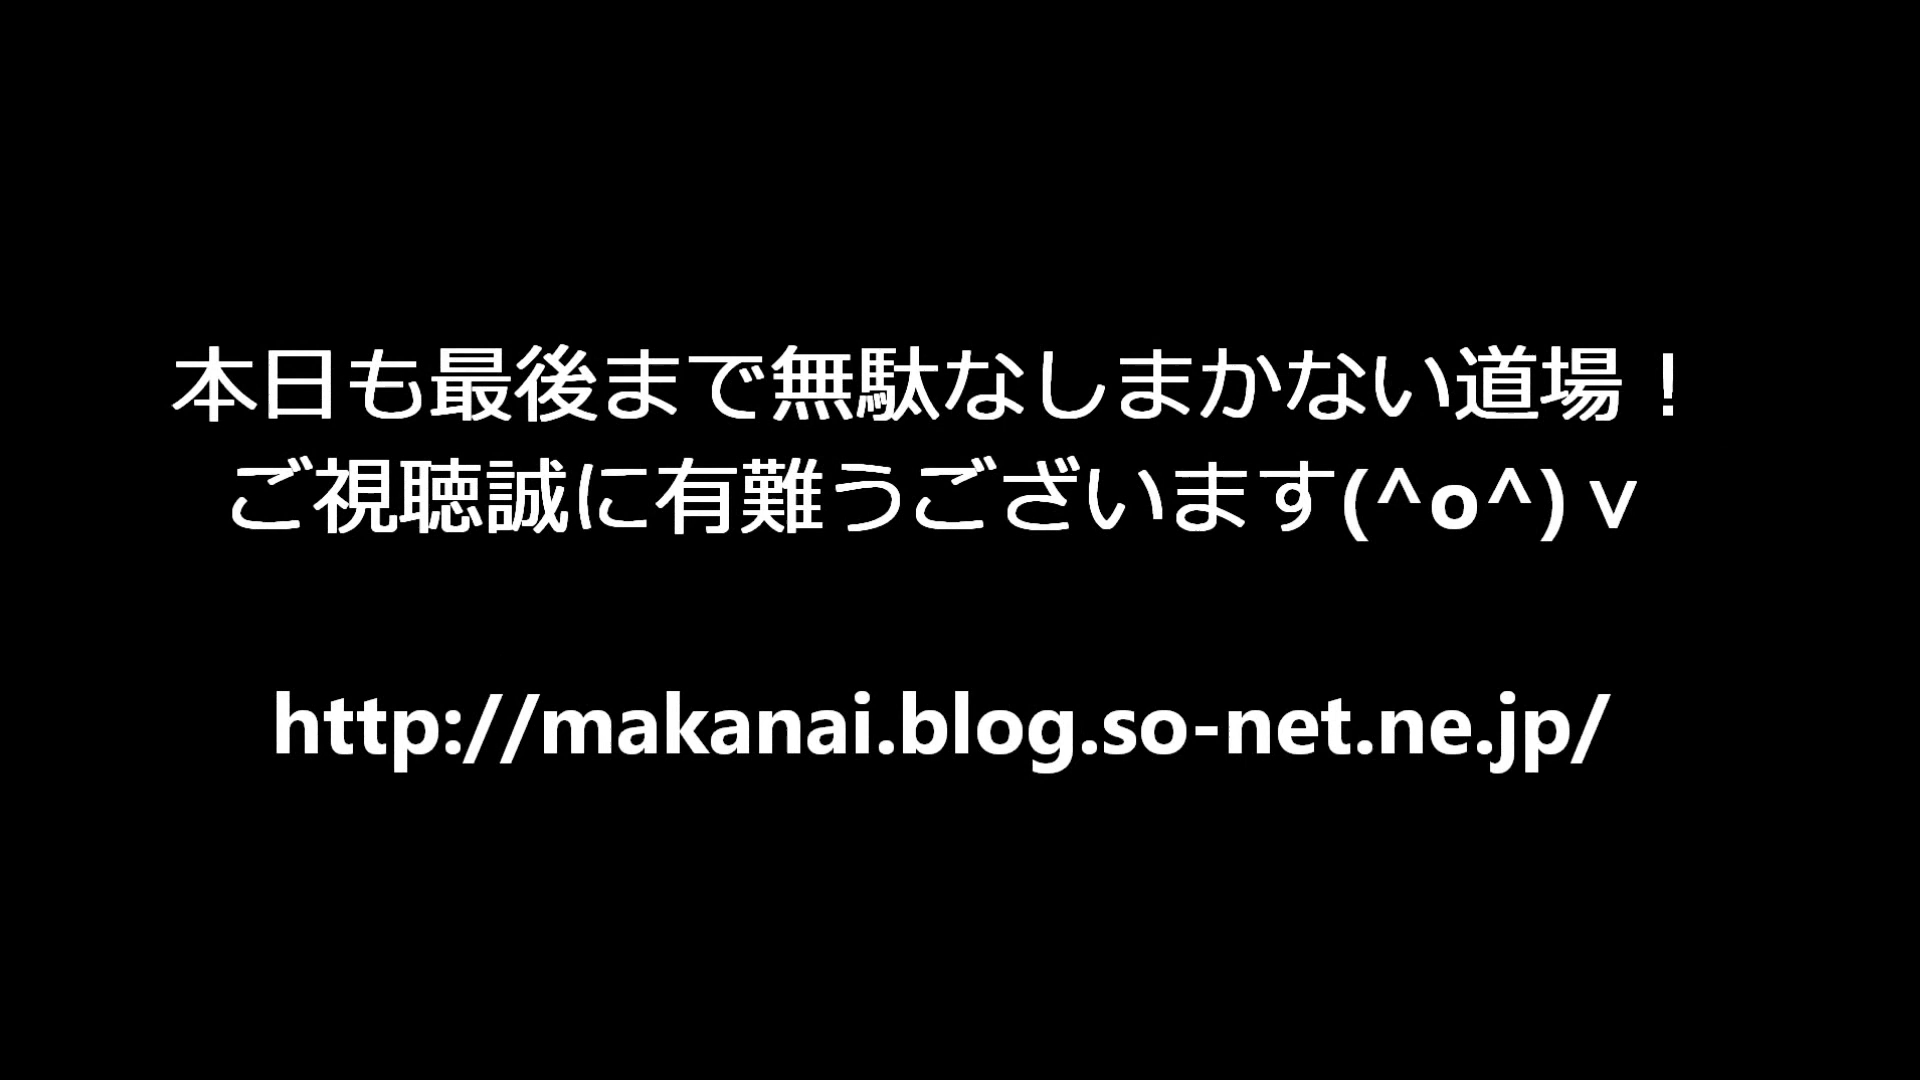 本日も最後まで無駄なしまかない道場！
ご視聴誠に有難うございます(^o^)ｖ
http://makanai.blog.so-net.ne.jp/